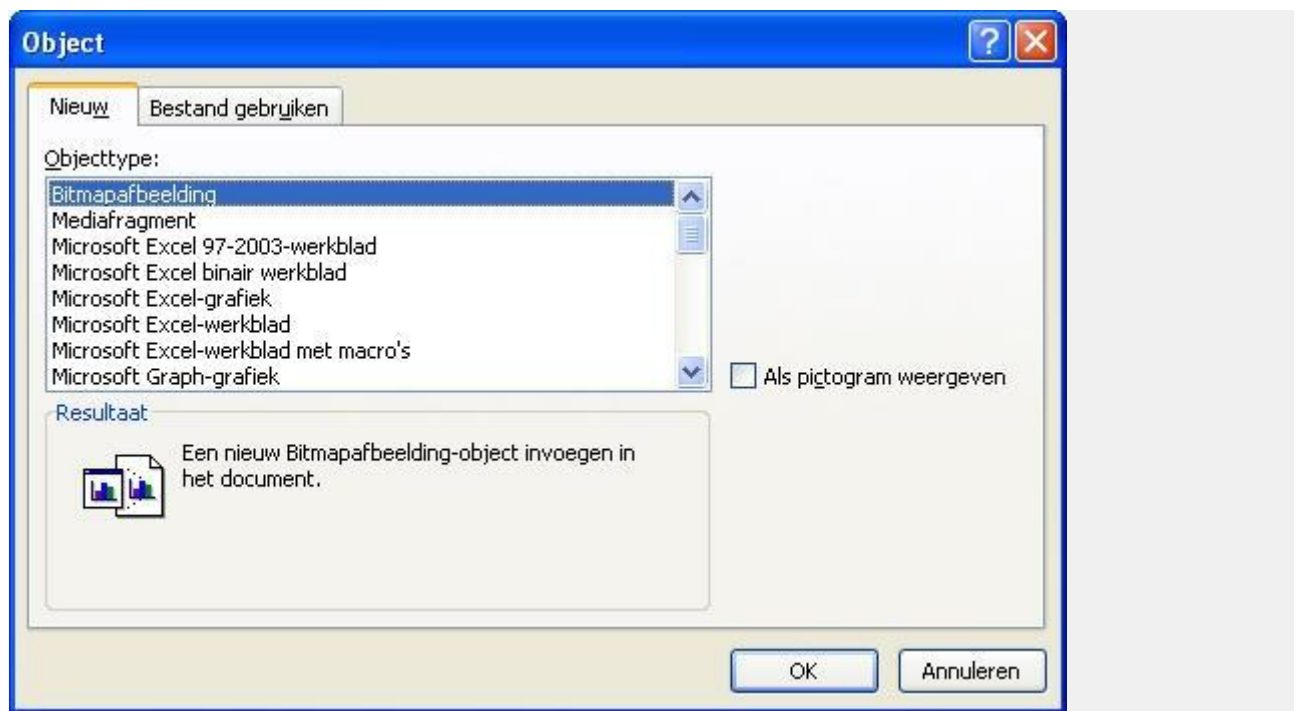 Object
Nieuw Bestand gebruiken
Objecttype:
Bitmapafbeelding
Mediafragment
Microsoft Excel 97-2003-werkblad
Microsoft Excel binair werkblad
Microsoft Excel-grafiek
Microsoft Excel-werkblad
Microsoft Excel-werkblad met macro's
Microsoft Graph-grafiek
Als pictogram weergeven
Resultaat
Een nieuw Bitmapafbeelding-object invoegen in
het document.
OK Annuleren